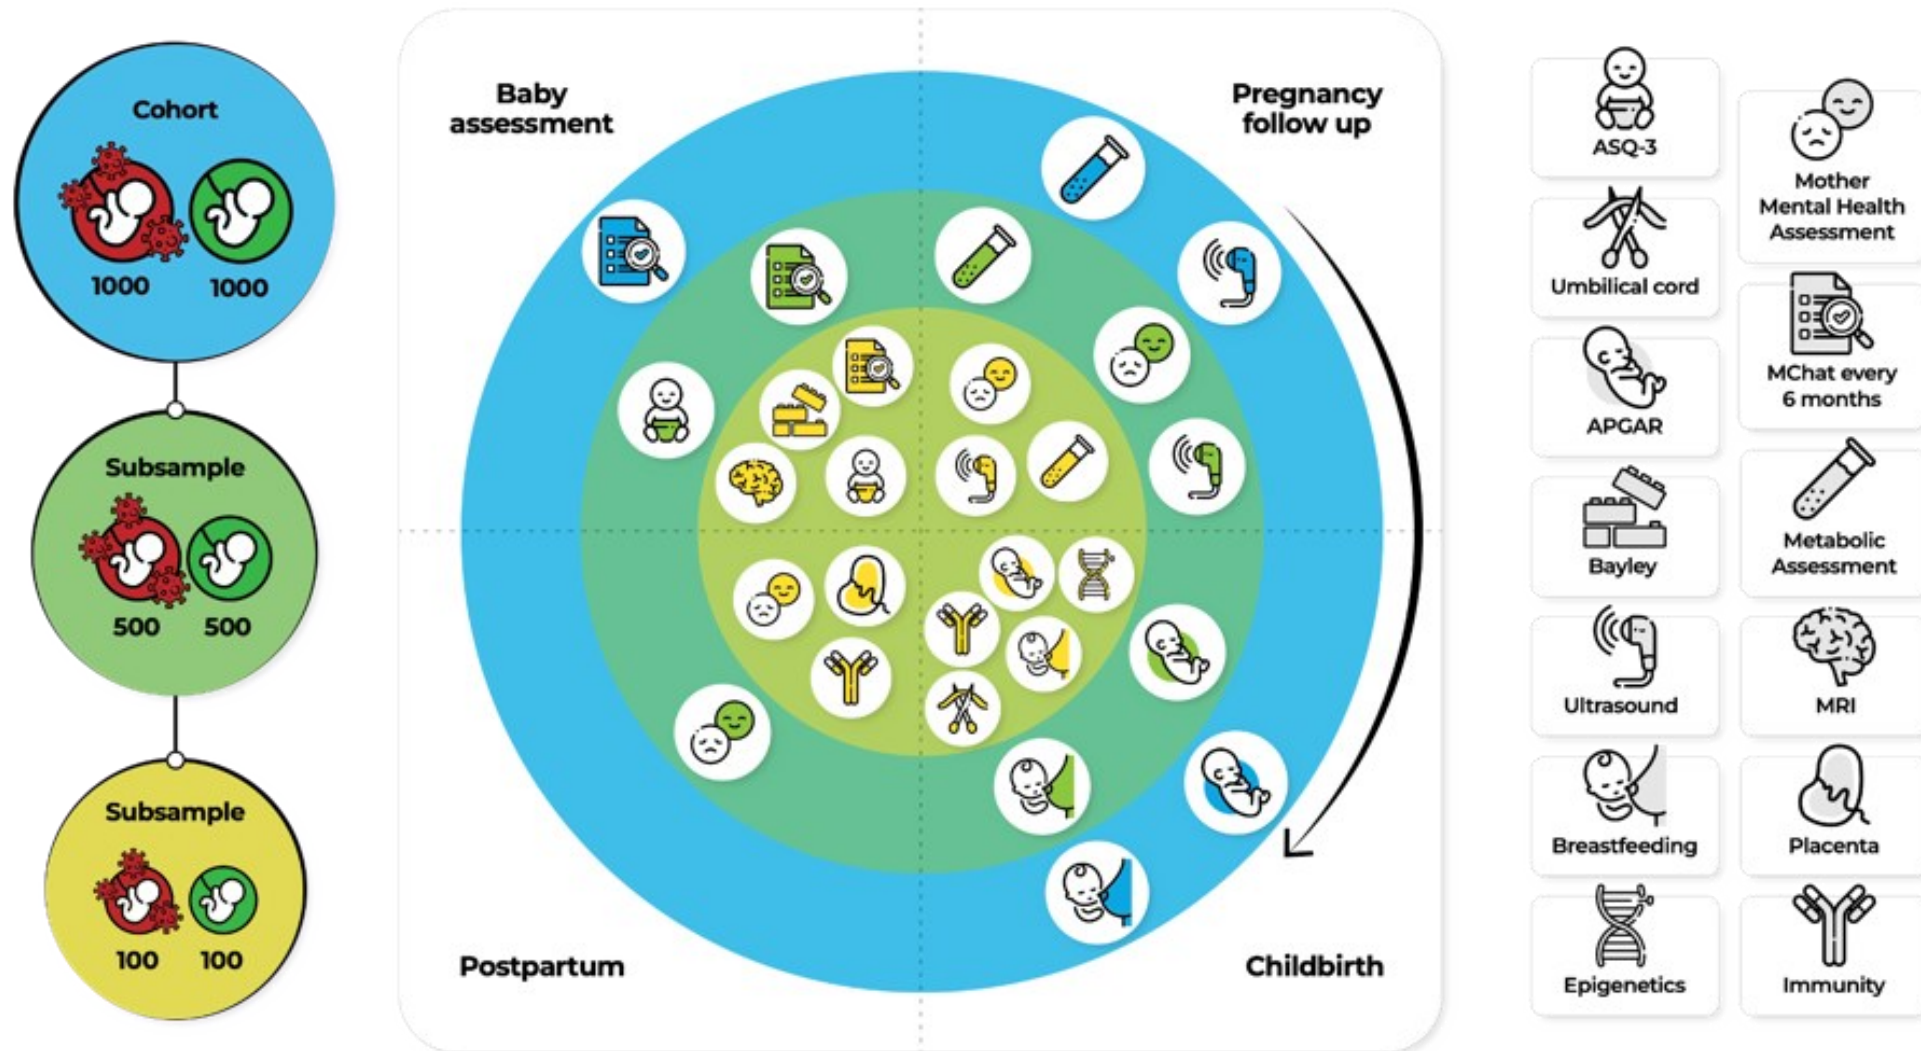 Cohort
1000 1000
Subsample
500 500
Subsample
100 100
Baby
assessment
Pregnancy
follow up
Postpartum
Childbirth
ASQ-3
Umbilical cord
APGAR
Bayley
Ultrasound
Breastfeeding
Epigenetics
Mother
Mental Health
Assessment
MChat every
6 months
Metabolic
Assessment
MRI
Placenta
Immunity